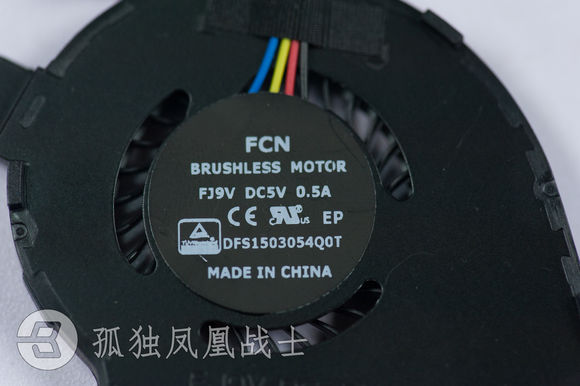 FCN
BRUSHLESS MOTOR
FJ9V DC5V 0.5A
CE US EP
DFS1503054Q0T
MADE IN CHINA
孤独凤凰战士